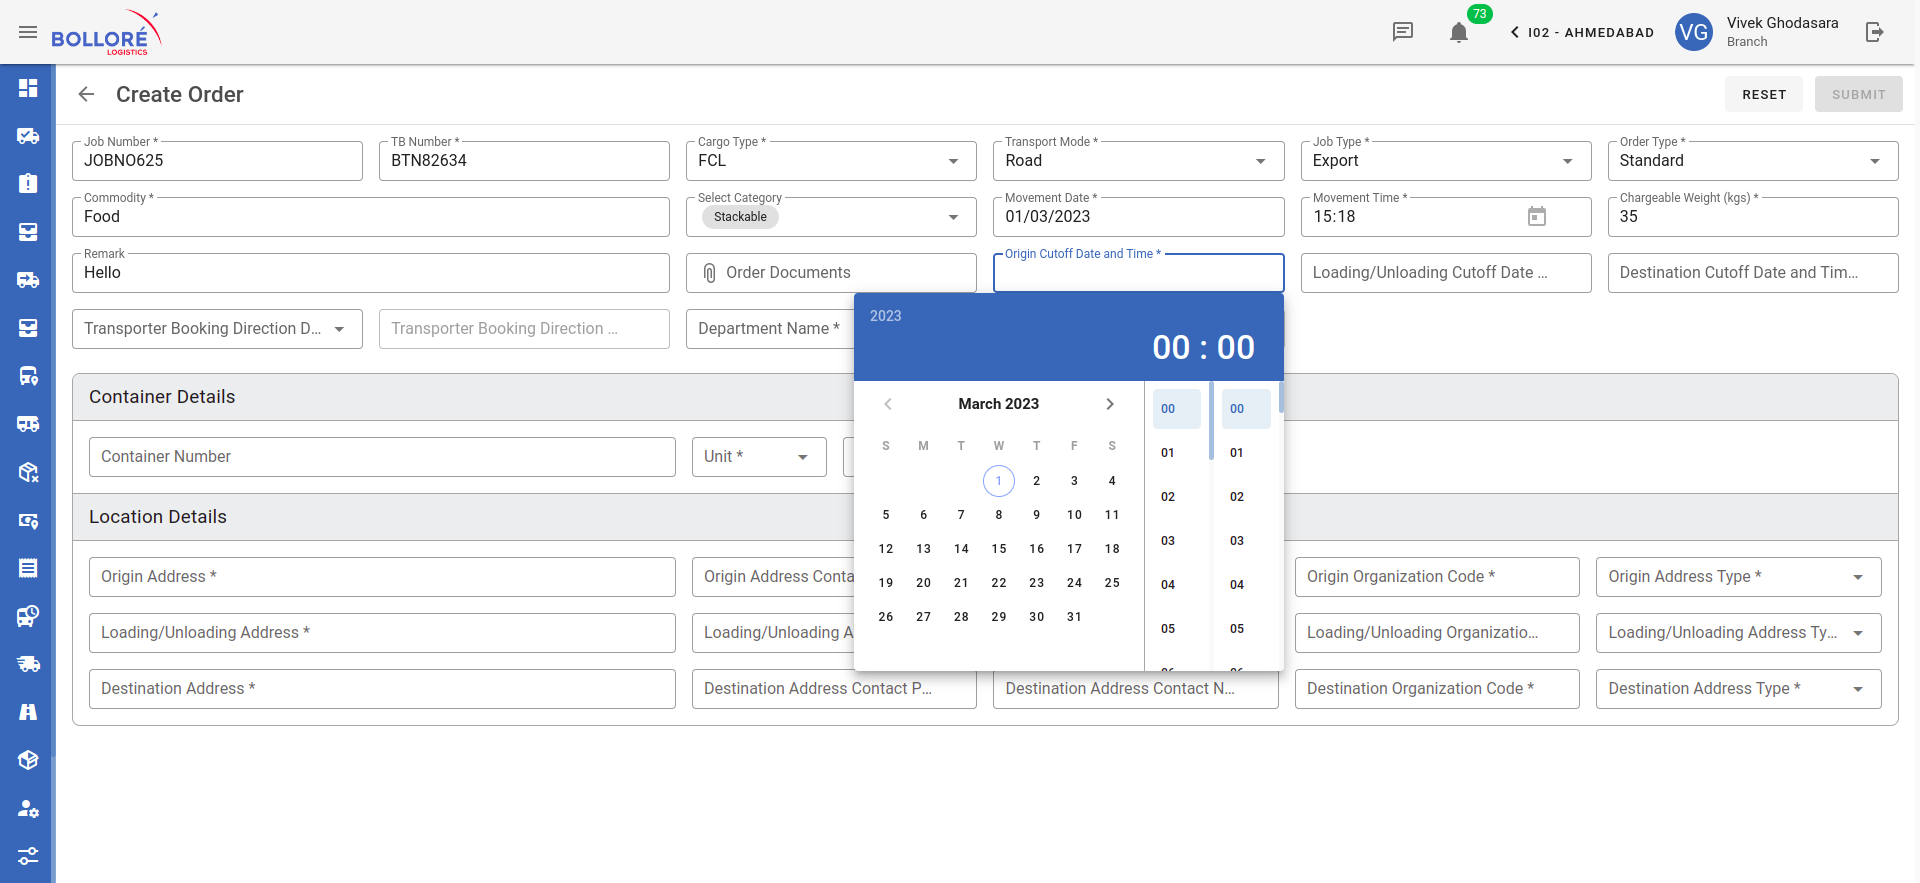 BOLLORÉ
LOGISTICS
73
I02 - AHMEDABAD
VG
Vivek Ghodasara
Branch
Create Order
RESET
SUBMIT
Job Number *
JOBNO625
TB Number *
BTN82634
Cargo Type *
FCL
Transport Mode *
Road
Job Type *
Export
Order Type *
Standard
Commodity *
Food
Select Category
Stackable
Movement Date *
01/03/2023
Movement Time *
15:18
Chargeable Weight (kgs) *
35
Remark
Hello
Order Documents
Origin Cutoff Date and Time *
Loading/Unloading Cutoff Date ...
Destination Cutoff Date and Tim...
Transporter Booking Direction D...
Transporter Booking Direction ...
Department Name *
2023
00 : 00
March 2023
S M T W T F S
1 2 3 4
5 6 7 8 9 10 11
12 13 14 15 16 17 18
19 20 21 22 23 24 25
26 27 28 29 30 31
00 00
01 01
02 02
03 03
04 04
05 05
Container Details
Container Number
Unit *
Location Details
Origin Address *
Origin Address Conta
Origin Organization Code *
Origin Address Type *
Loading/Unloading Address *
Loading/Unloading A
Loading/Unloading Organizatio...
Loading/Unloading Address Ty...
Destination Address *
Destination Address Contact P...
Destination Address Contact N...
Destination Organization Code *
Destination Address Type *